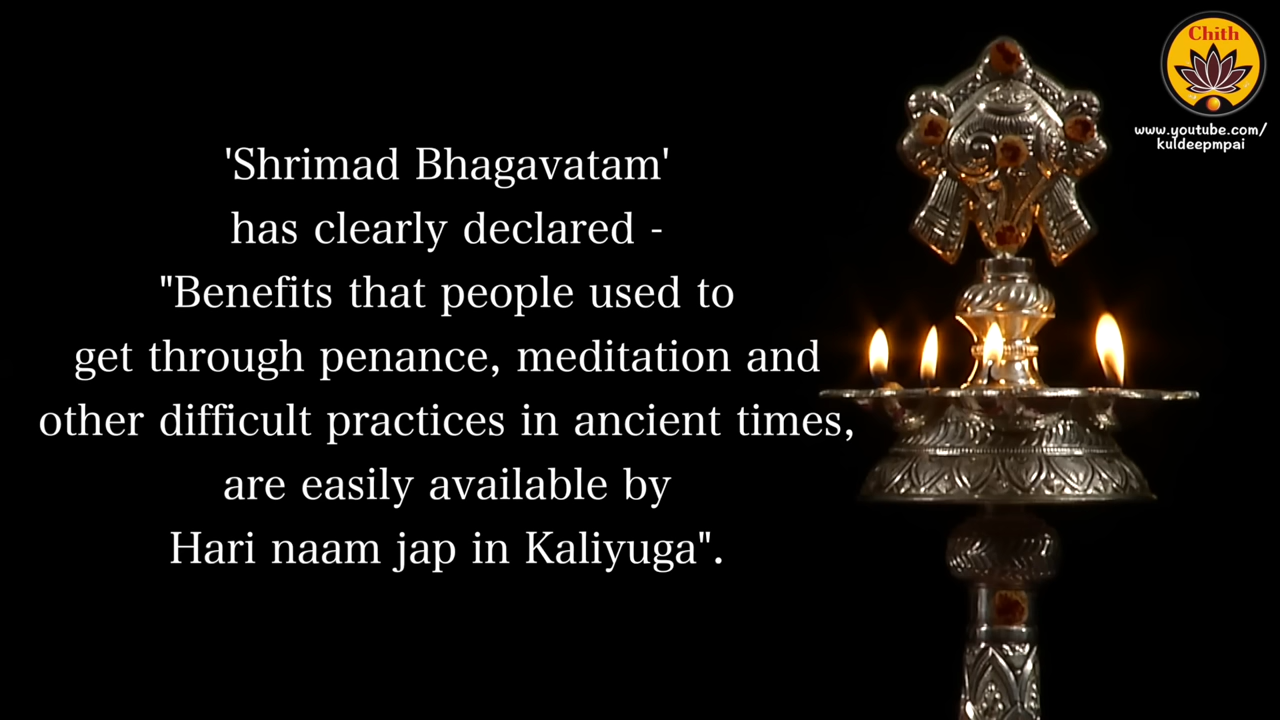 'Shrimad Bhagavatam'
has clearly declared -
"Benefits that people used to
get through penance, meditation and
other difficult practices in ancient times,
are easily available by
Hari naam jap in Kaliyuga".
Chith
www.youtube.com/
kuldeepmpai